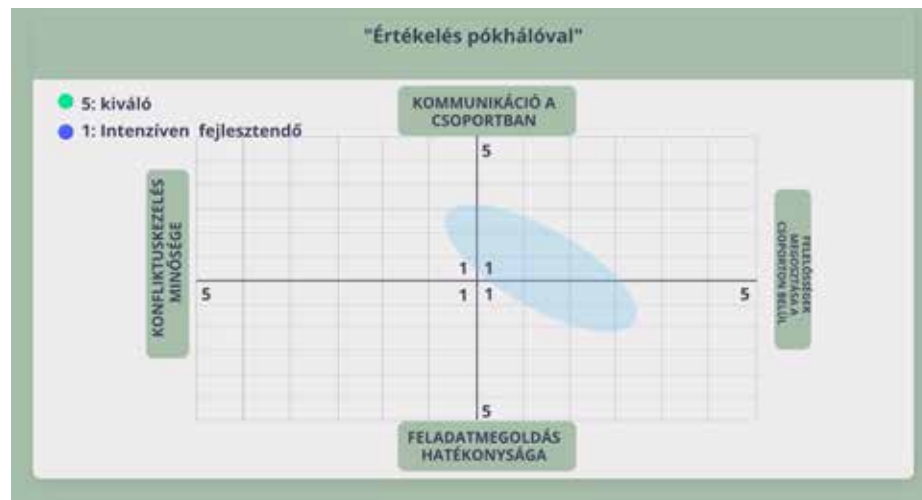 "Értékelés pókhálóval"
5: kiváló
1: Intenzíven fejlesztendő
KOMMUNIKÁCIÓ A
CSOPORTBAN
5
KONFLIKTUSKEZELÉS
MINŐSÉGE
FELELŐSSÉGEK
MEGOSZTÁSA A
CSOPORTON BELÜL
1 1
5 1 1 5
5
FELADATMEGOLDÁS
HATÉKONYSÁGA